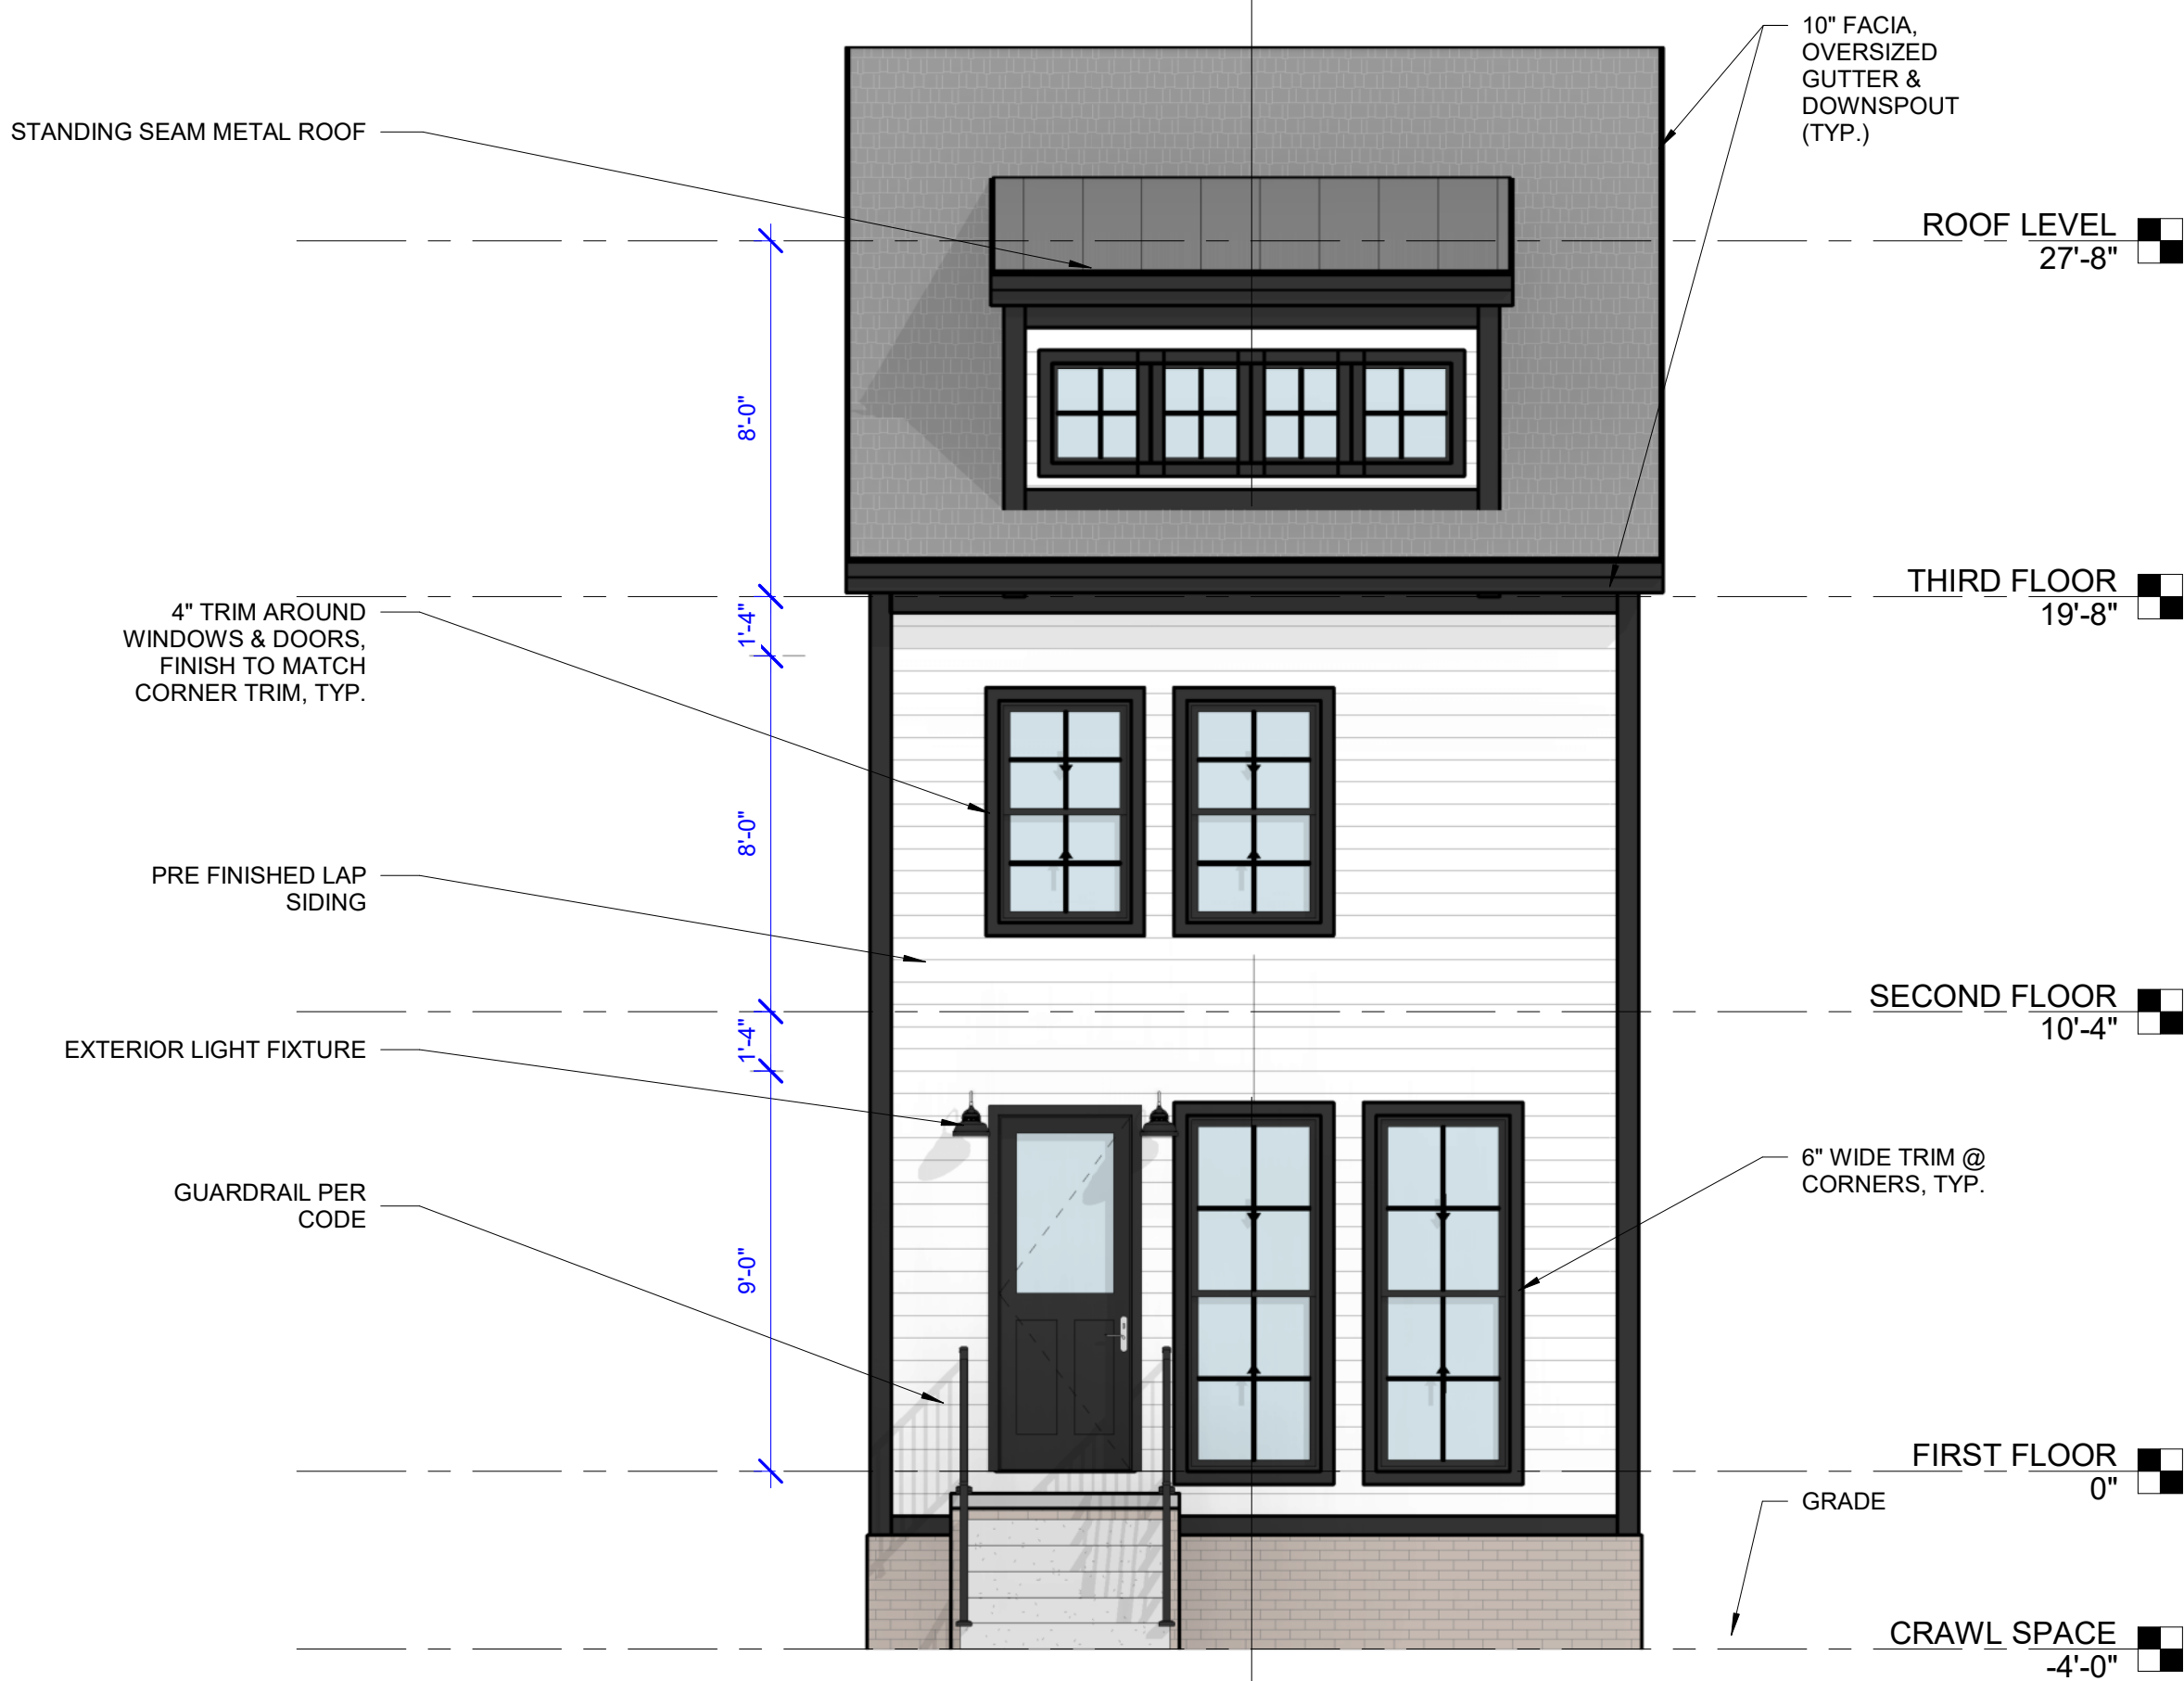 10" FACIA,
OVERSIZED
GUTTER &
DOWNSPOUT
(TYP.)
STANDING SEAM METAL ROOF
ROOF LEVEL
27'-8"
8'-0"
THIRD FLOOR
19'-8"
4" TRIM AROUND
WINDOWS & DOORS,
FINISH TO MATCH
CORNER TRIM, TYP.
1'-4"
8'-0"
PRE FINISHED LAP
SIDING
SECOND FLOOR
10'-4"
1'-4"
EXTERIOR LIGHT FIXTURE
6" WIDE TRIM @
CORNERS, TYP.
GUARDRAIL PER
CODE
9'-0"
FIRST FLOOR
0"
GRADE
CRAWL SPACE
-4'-0"